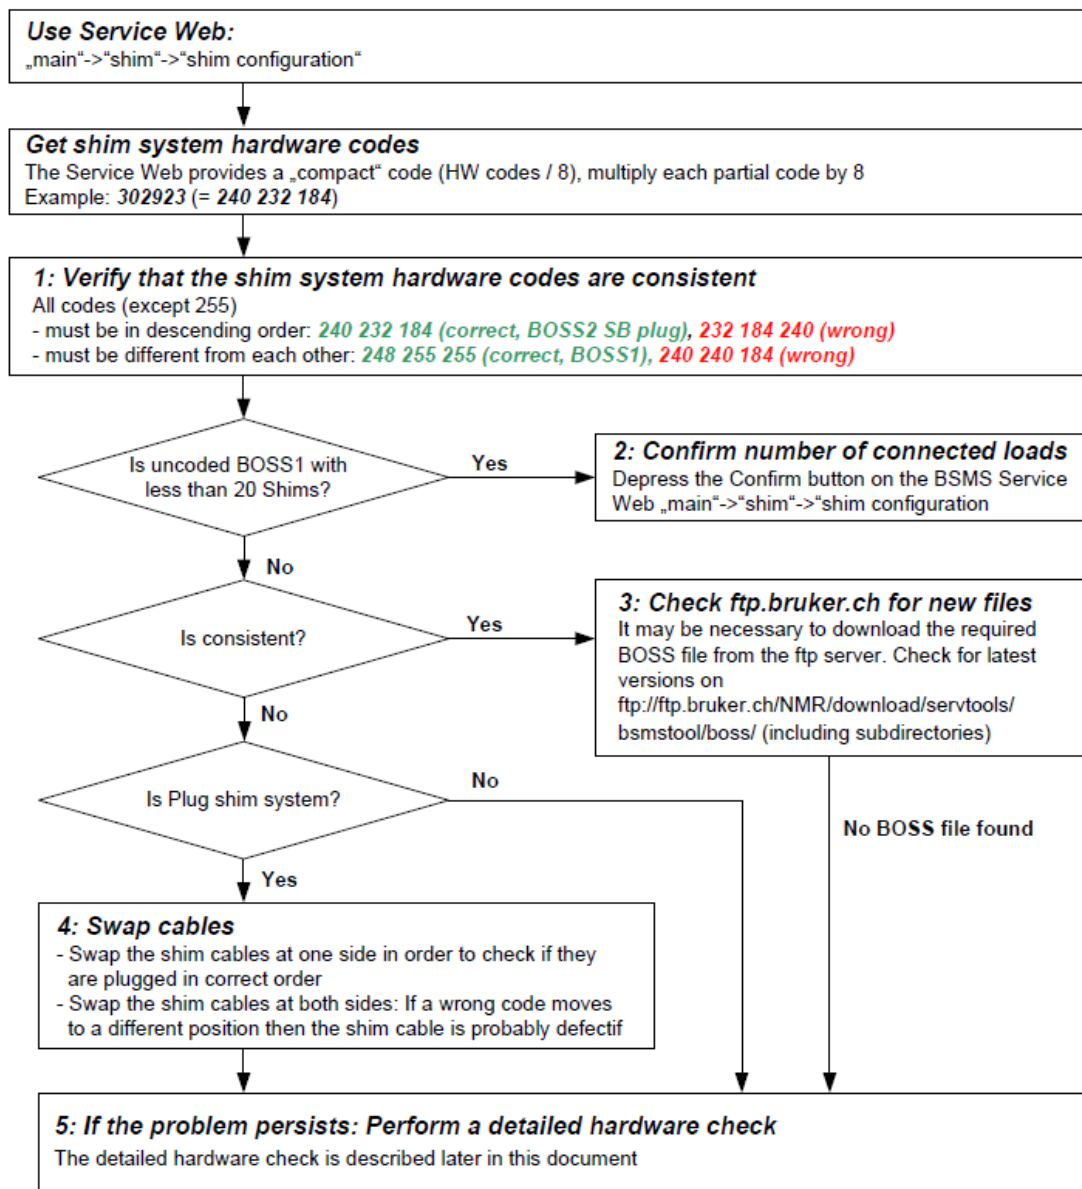 Use Service Web:
„main“->“shim“->“shim configuration“
Get shim system hardware codes
The Service Web provides a „compact“ code (HW codes / 8), multiply each partial code by 8
Example: 302923 (= 240 232 184)
1: Verify that the shim system hardware codes are consistent
All codes (except 255)
- must be in descending order: 240 232 184 (correct, BOSS2 SB plug), 232 184 240 (wrong)
- must be different from each other: 248 255 255 (correct, BOSS1), 240 240 184 (wrong)
Is uncoded BOSS1 with
less than 20 Shims?
Yes
2: Confirm number of connected loads
Depress the Confirm button on the BSMS Service
Web „main“->“shim“->“shim configuration
No
Is consistent?
Yes
3: Check ftp.bruker.ch for new files
It may be necessary to download the required
BOSS file from the ftp server. Check for latest
versions on
ftp://ftp.bruker.ch/NMR/download/servtools/
bsmstool/boss/ (including subdirectories)
No
Is Plug shim system?
No
No BOSS file found
Yes
4: Swap cables
- Swap the shim cables at one side in order to check if they
are plugged in correct order
- Swap the shim cables at both sides: If a wrong code moves
to a different position then the shim cable is probably defectif
5: If the problem persists: Perform a detailed hardware check
The detailed hardware check is described later in this document